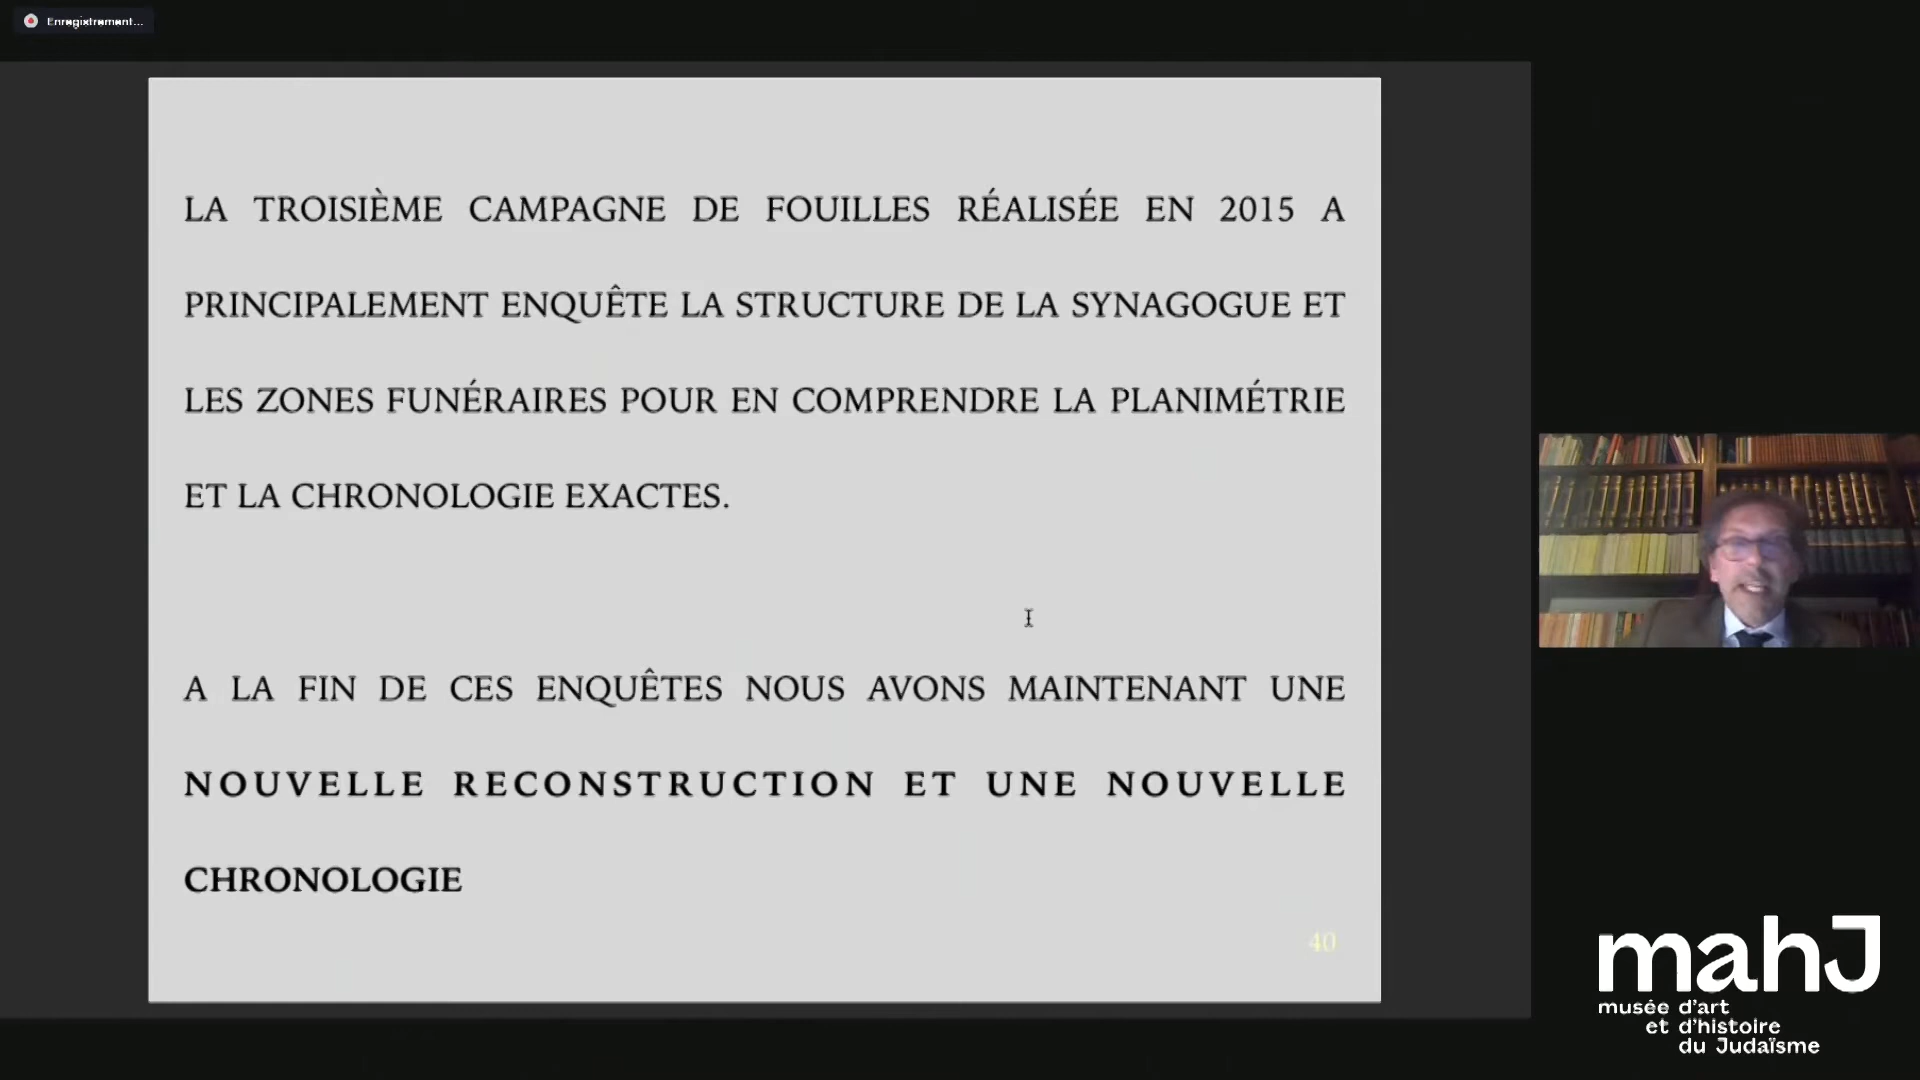 Enregistrement...
LA TROISIÈME CAMPAGNE DE FOUILLES RÉALISÉE EN 2015 A
PRINCIPALEMENT ENQUÊTE LA STRUCTURE DE LA SYNAGOGUE ET
LES ZONES FUNÉRAIRES POUR EN COMPRENDRE LA PLANIMÉTRIE
ET LA CHRONOLOGIE EXACTES.
A LA FIN DE CES ENQUÊTES NOUS AVONS MAINTENANT UNE
NOUVELLE RECONSTRUCTION ET UNE NOUVELLE
CHRONOLOGIE
40
mahJ
musée d'art
et d'histoire
du Judaïsme